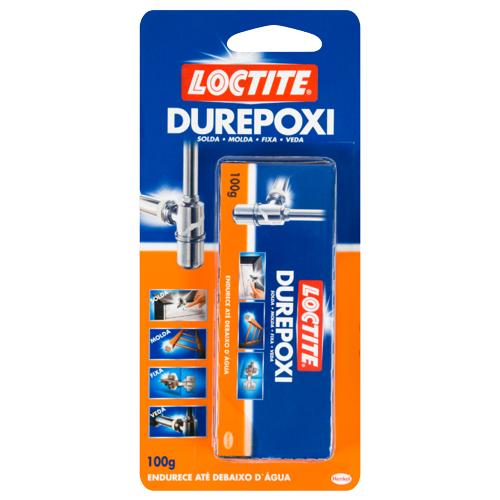 LOCTITE®
DUREPOXI
SOLDA • MOLDA • FIXA • VEDA
100g
LOCTITE
DUREPOXI
SOLDA • MOLDA • FIXA • VEDA
ENDURECE ATÉ DEBAIXO D'ÁGUA
SOLDA
MOLDA
FIXA
VEDA
100g
ENDURECE ATÉ DEBAIXO D'ÁGUA
Henkel